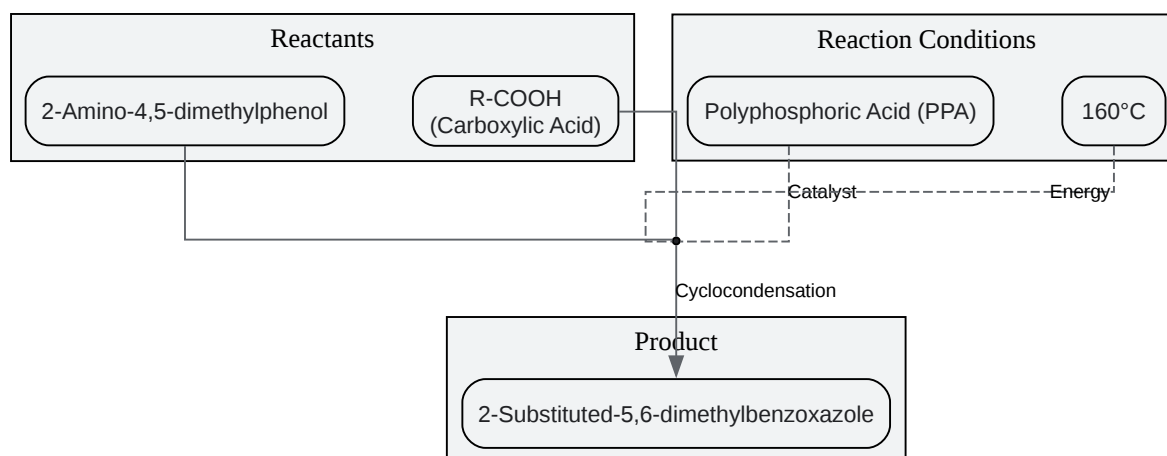 Reactants
2-Amino-4,5-dimethylphenol
R-COOH
(Carboxylic Acid)
Reaction Conditions
Polyphosphoric Acid (PPA)
160°C
Catalyst
Energy
Cyclocondensation
Product
2-Substituted-5,6-dimethylbenzoxazole